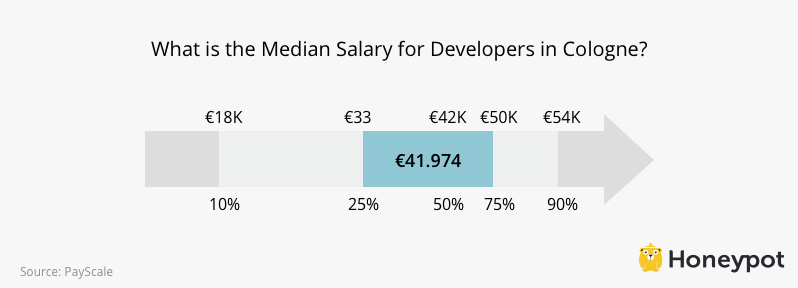 What is the Median Salary for Developers in Cologne?
€18K €33 €42K €50K €54K
€41.974
10% 25% 50% 75% 90%
Honeypot
Source: PayScale